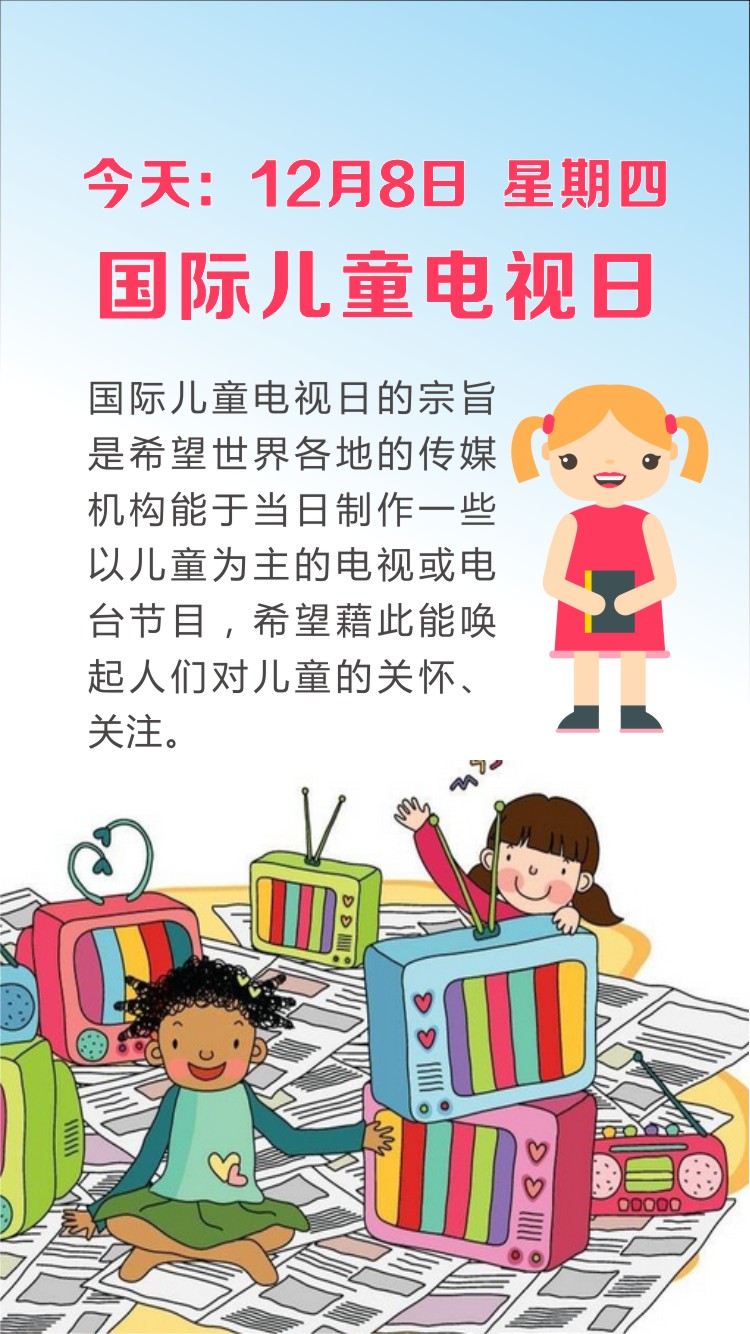 今天：12月8日 星期四
国际儿童电视日
国际儿童电视日的宗旨
是希望世界各地的传媒
机构能于当日制作一些
以儿童为主的电视或电
台节目，希望藉此能唤
起人们对儿童的关怀、
关注。